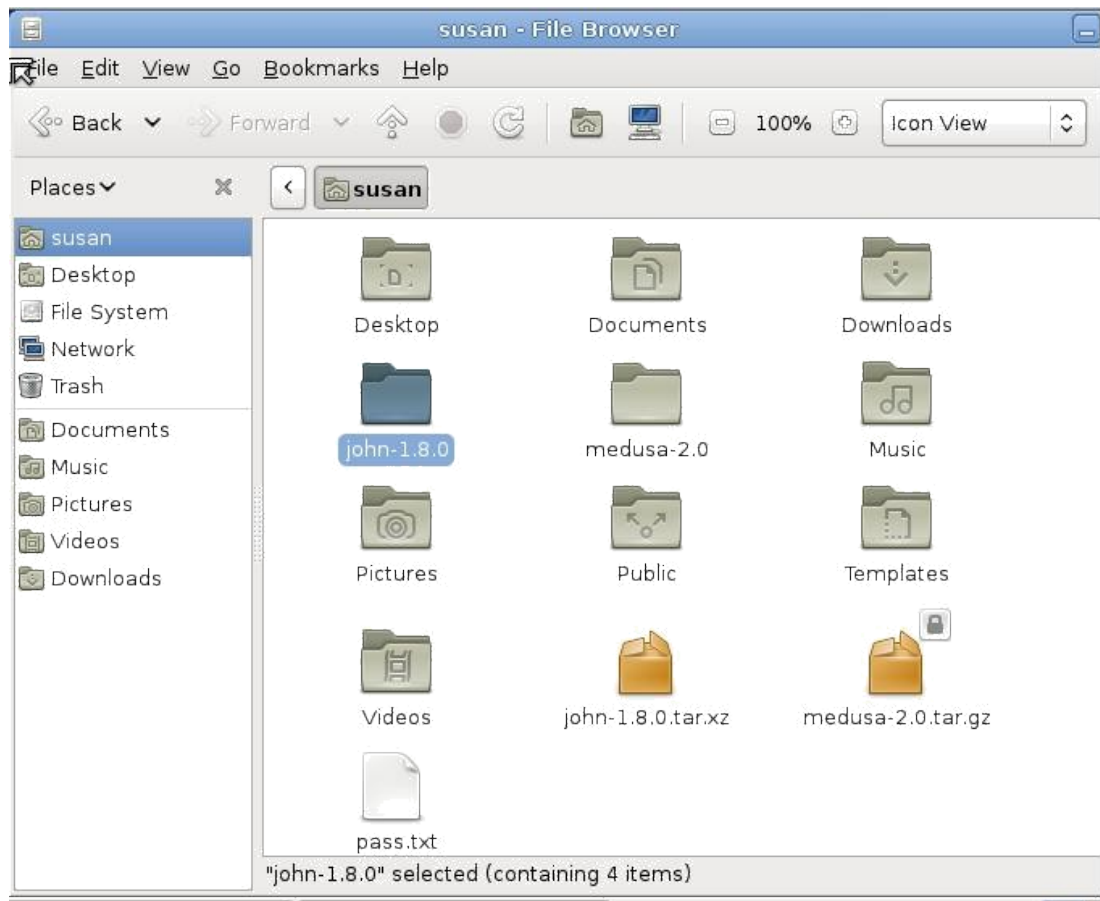 susan - File Browser
File Edit View Go Bookmarks Help
Back Forward 100% Icon View
Places susan
susan
Desktop
File System
Network
Trash
Documents
Music
Pictures
Videos
Downloads
Desktop Documents Downloads
john-1.8.0 medusa-2.0 Music
Pictures Public Templates
Videos john-1.8.0.tar.xz medusa-2.0.tar.gz
pass.txt
"john-1.8.0" selected (containing 4 items)